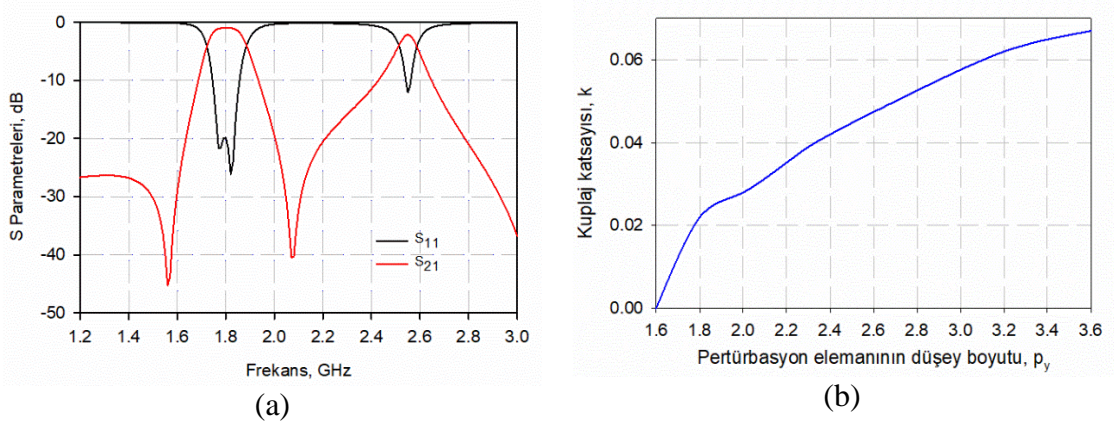 0
-10
-20
-30
-40
-50
S Parametreleri, dB
1.2 1.4 1.6 1.8 2.0 2.2 2.4 2.6 2.8 3.0
Frekans, GHz
S11
S21
(a)
0.06
0.04
0.02
0.00
Kuplaj katsayısı, k
1.6 1.8 2.0 2.2 2.4 2.6 2.8 3.0 3.2 3.4 3.6
Pertürbasyon elemanının düşey boyutu, py
(b)